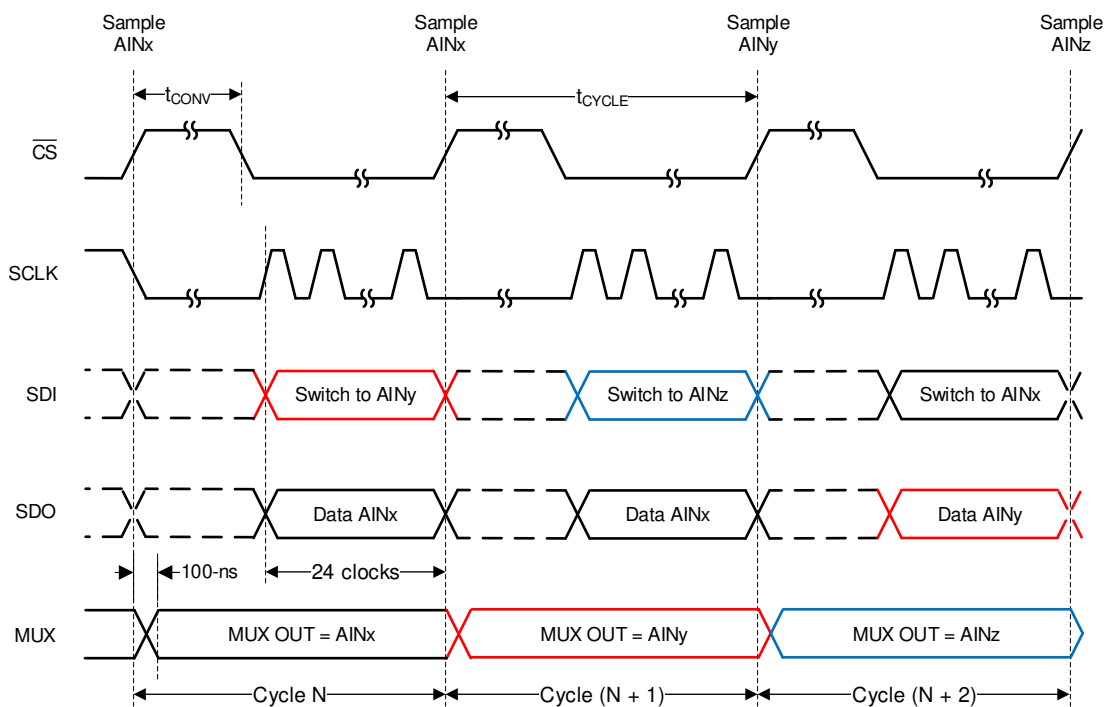 Sample
AINx
Sample
AINx
Sample
AINy
Sample
AINz
tCONV
tCYCLE
CS
SCLK
SDI
Switch to AINy
Switch to AINz
Switch to AINx
SDO
Data AINx
Data AINx
Data AINy
100-ns
24 clocks
MUX
MUX OUT = AINx
MUX OUT = AINy
MUX OUT = AINz
Cycle N
Cycle (N + 1)
Cycle (N + 2)